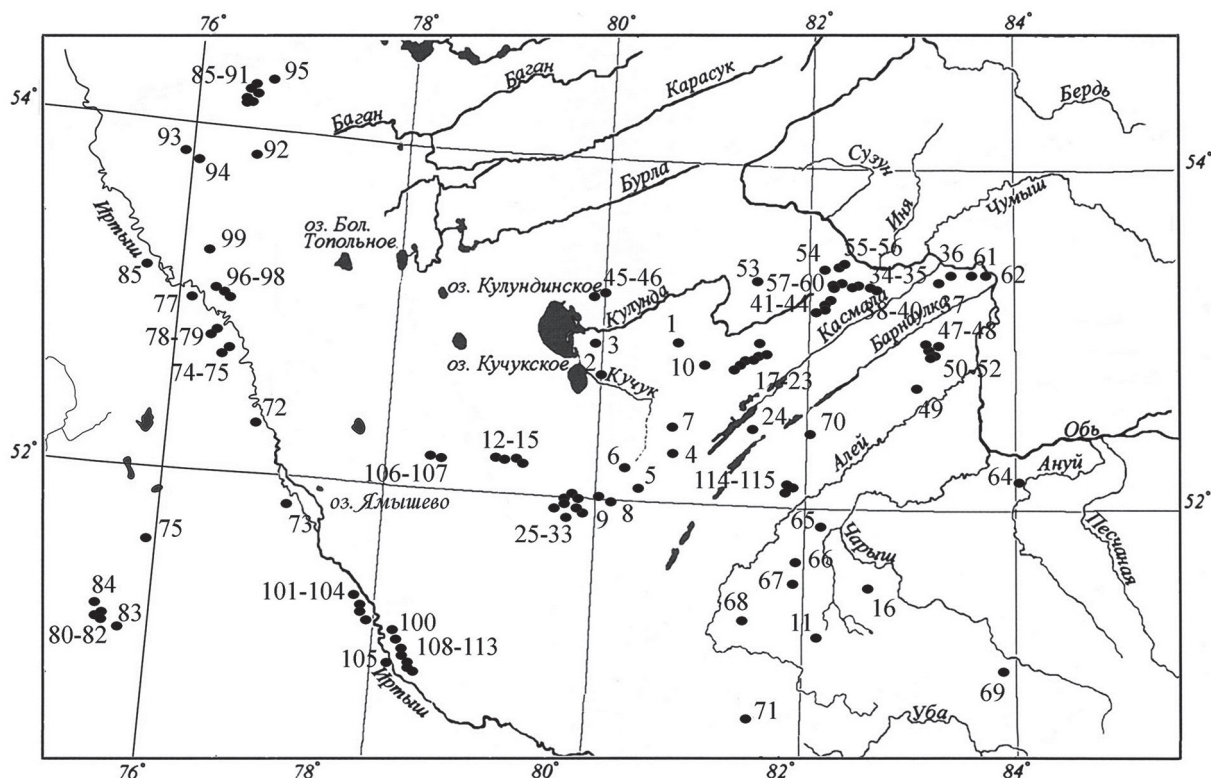 76° 78° 80° 82° 84°
95
85-91
Баган
Карасук
54°
Бердь
Баган
93
92
Сузун
54°
94
Иня
Чумыш
Бурла
Иртыш
оз. Бол.
Топольное
99
54
55-56
85
36
61
96-98
53
34-35
62
оз. Кулундинское
45-46
57-60
77
41-44
Касмала
38-40
37
Кулунда
1
Барнаулка
78-79
3
47-48
оз. Кучукское
2
10
74-75
Кучук
17-23
50-52
49
72
7
24
70
12-15
Обь
52°
4
Алей
6
Ануй
106-107
5
114-115
64
оз. Ямышево
73
9
8
52°
25-33
75
65
Песчаная
Чарыш
66
84
101-104
67
83
16
68
80-82
100
11
108-113
105
Иртыш
69
71
Уба
76° 78° 80° 82° 84°